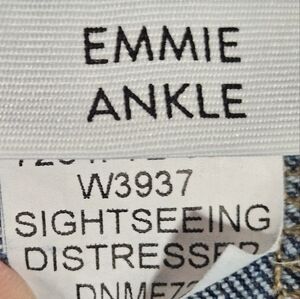 EMMIE
ANKLE
W3937
SIGHTSEEING
DISTRESSED